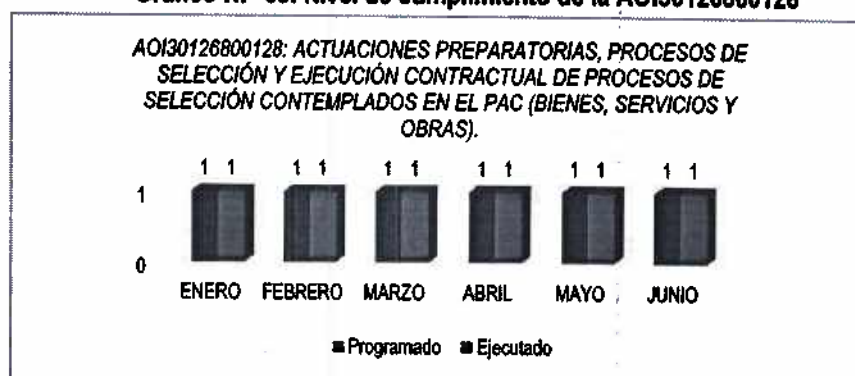 AOI30126800128: ACTUACIONES PREPARATORIAS, PROCESOS DE
SELECCIÓN Y EJECUCIÓN CONTRACTUAL DE PROCESOS DE
SELECCIÓN CONTEMPLADOS EN EL PAC (BIENES, SERVICIOS Y
OBRAS).
1 1 1 1 1 1 1 1 1 1 1 1
1
0
ENERO FEBRERO MARZO ABRIL MAYO JUNIO
Programado Ejecutado